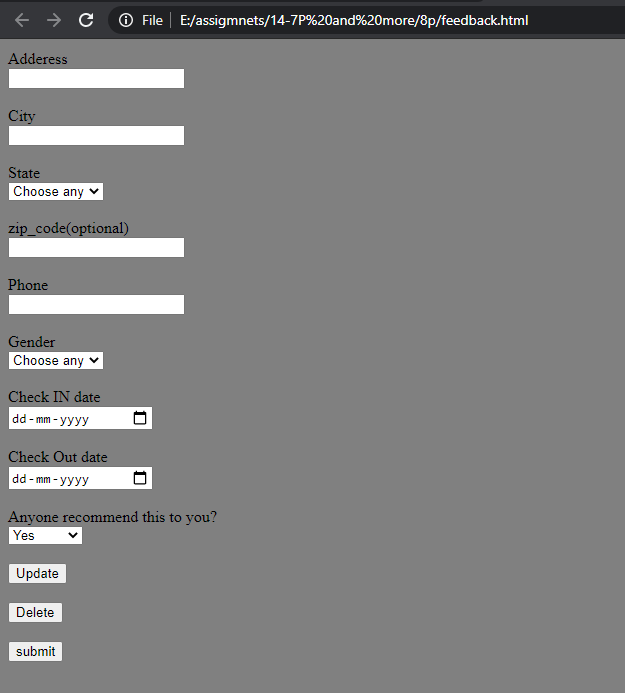 File E:/assigmnets/14-7P%20and%20more/8p/feedback.html
Adderess
City
State
Choose any
zip_code(optional)
Phone
Gender
Choose any
Check IN date
dd-mm-yyyy
Check Out date
dd-mm-yyyy
Anyone recommend this to you?
Yes
Update
Delete
submit